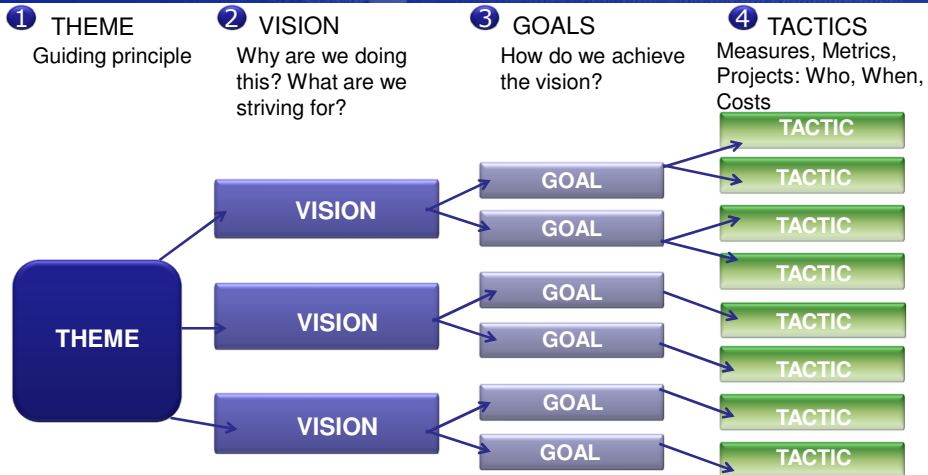 1 THEME
Guiding principle
2 VISION
Why are we doing
this? What are we
striving for?
3 GOALS
How do we achieve
the vision?
4 TACTICS
Measures, Metrics,
Projects: Who, When,
Costs
THEME
VISION
VISION
VISION
GOAL
GOAL
GOAL
GOAL
GOAL
GOAL
TACTIC
TACTIC
TACTIC
TACTIC
TACTIC
TACTIC
TACTIC
TACTIC